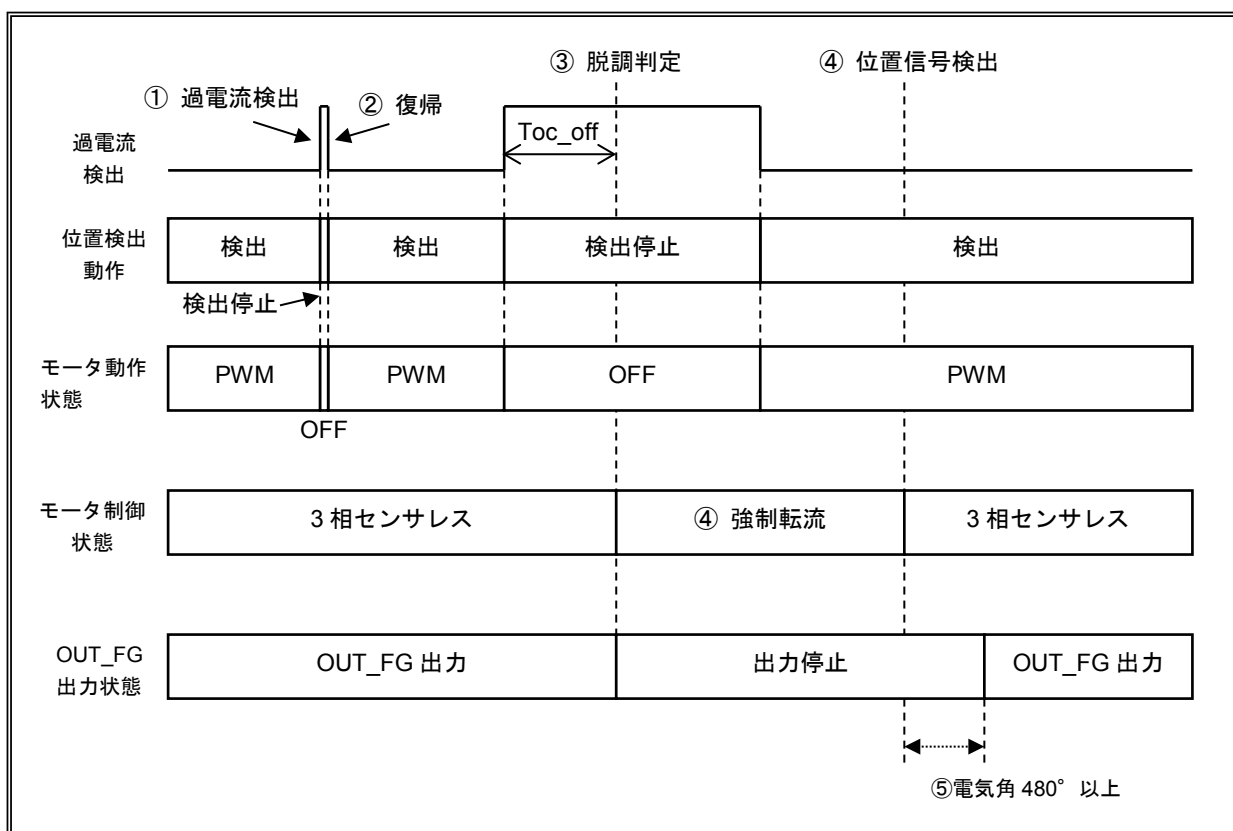 ③ 脱調判定
④ 位置信号検出
① 過電流検出
② 復帰
過電流
検出
Toc_off
位置検出
動作
検出
検出
検出停止
検出
検出停止
モータ動作
状態
PWM
PWM
OFF
PWM
OFF
モータ制御
状態
3 相センサレス
④ 強制転流
3 相センサレス
OUT_FG
出力状態
OUT_FG 出力
出力停止
OUT_FG 出力
⑤電気角 480° 以上